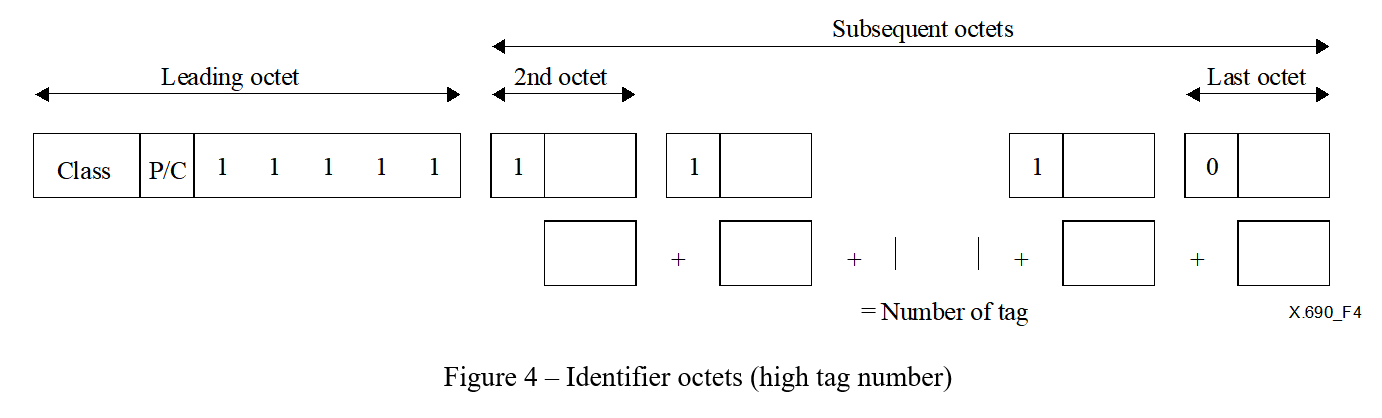 Subsequent octets
Leading octet 2nd octet Last octet
Class P/C 1 1 1 1 1 1 1 1 0
+ + + +
= Number of tag
X.690_F4
Figure 4 – Identifier octets (high tag number)